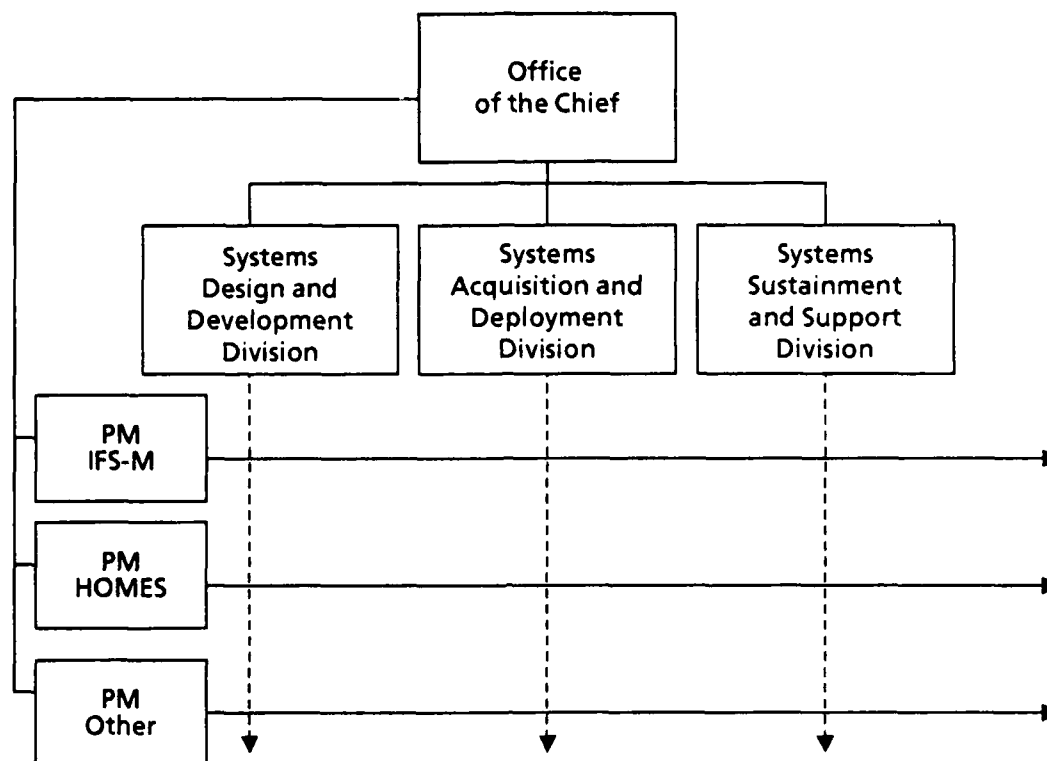 Office
of the Chief
Systems
Design and
Development
Division
Systems
Acquisition and
Deployment
Division
Systems
Sustainment
and Support
Division
PM
IFS-M
PM
HOMES
PM
Other